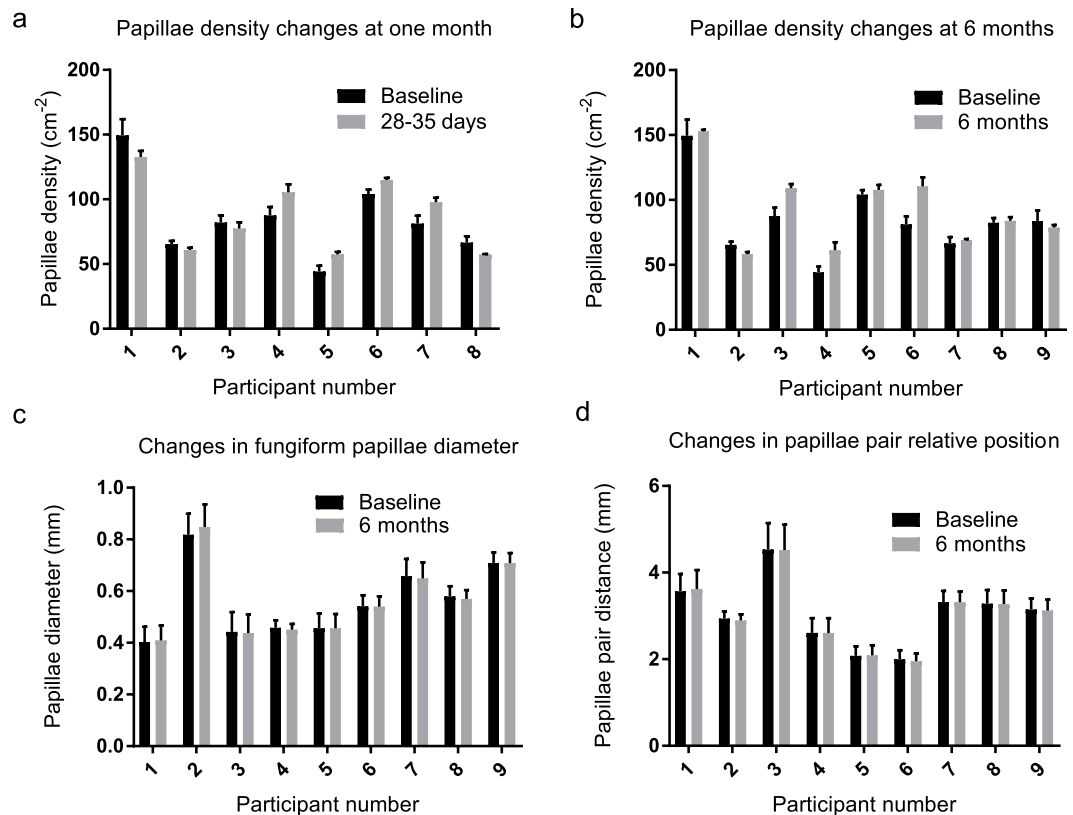 a
Papillae density changes at one month
Papillae density (cm-2)
200
150
100
50
0
Baseline
28-35 days
1 2 3 4 5 6 7 8
Participant number
b
Papillae density changes at 6 months
Papillae density (cm-2)
200
150
100
50
0
Baseline
6 months
1 2 3 4 5 6 7 8 9
Participant number
c
Changes in fungiform papillae diameter
Papillae diameter (mm)
1.0
0.8
0.6
0.4
0.2
0.0
Baseline
6 months
1 2 3 4 5 6 7 8 9
Participant number
d
Changes in papillae pair relative position
Papillae pair distance (mm)
6
4
2
0
Baseline
6 months
1 2 3 4 5 6 7 8 9
Participant number